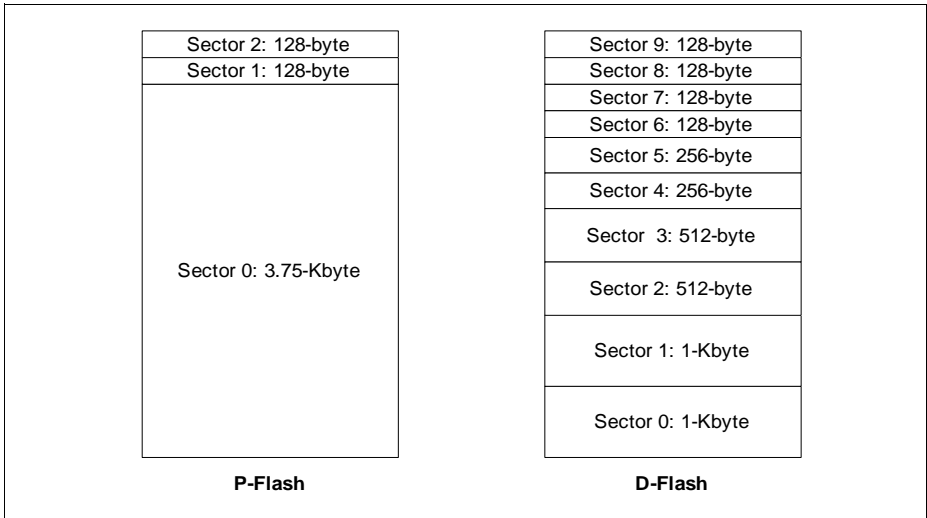 Sector 2: 128-byte
Sector 1: 128-byte
Sector 0: 3.75-Kbyte
P-Flash
Sector 9: 128-byte
Sector 8: 128-byte
Sector 7: 128-byte
Sector 6: 128-byte
Sector 5: 256-byte
Sector 4: 256-byte
Sector 3: 512-byte
Sector 2: 512-byte
Sector 1: 1-Kbyte
Sector 0: 1-Kbyte
D-Flash